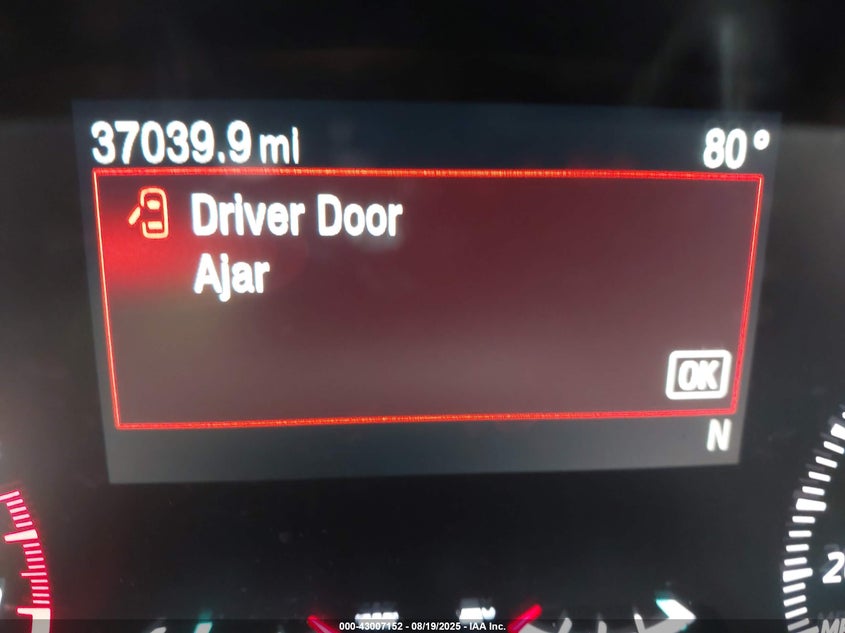 37039.9 mi 80°
Driver Door
Ajar
OK
N
000-43007152 - 08/19/2025 - IAA Inc.